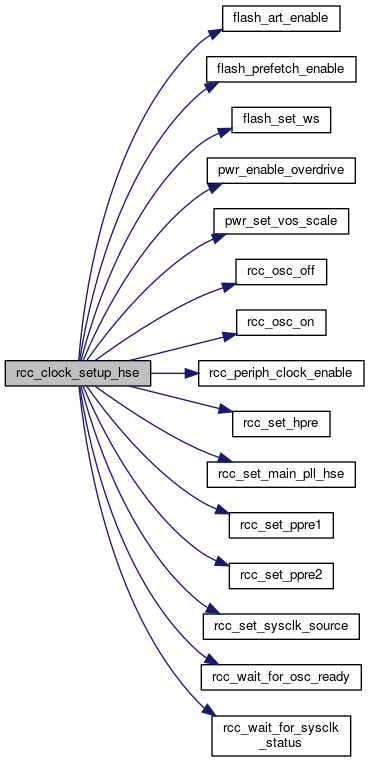 flash_art_enable
flash_prefetch_enable
flash_set_ws
pwr_enable_overdrive
pwr_set_vos_scale
rcc_osc_off
rcc_osc_on
rcc_clock_setup_hse
rcc_periph_clock_enable
rcc_set_hpre
rcc_set_main_pll_hse
rcc_set_ppre1
rcc_set_ppre2
rcc_set_sysclk_source
rcc_wait_for_osc_ready
rcc_wait_for_sysclk
_status